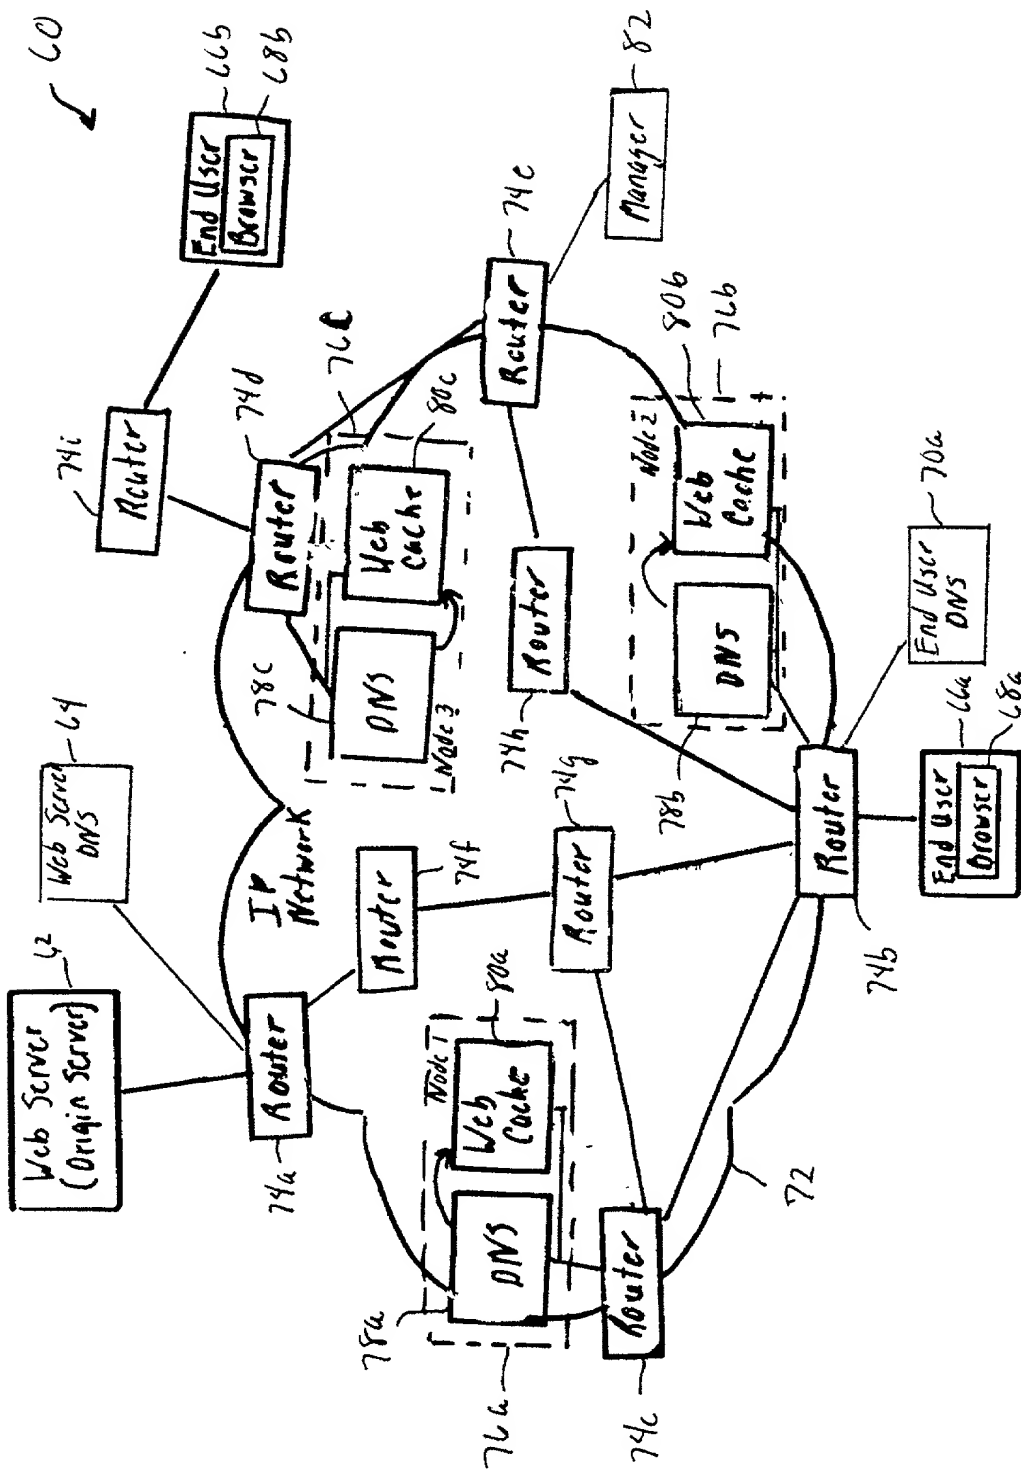 60
Web Server
(Origin Server)
62
Web Server
DNS
64
74i
Router
End User
Browser
66b
68b
74a
Router
IP
Network
Router
74d
78a
DNS
Node 1
Web
Cache
80a
76a
Router
74f
78c
DNS
Node 3
Web
Cache
80c
76c
Router
74e
Manager
82
74c
Router
Router
74g
74h
Router
Node 2
78b
DNS
Web
Cache
80b
76b
72
74b
Router
End User
DNS
70a
End User
Browser
66a
68a